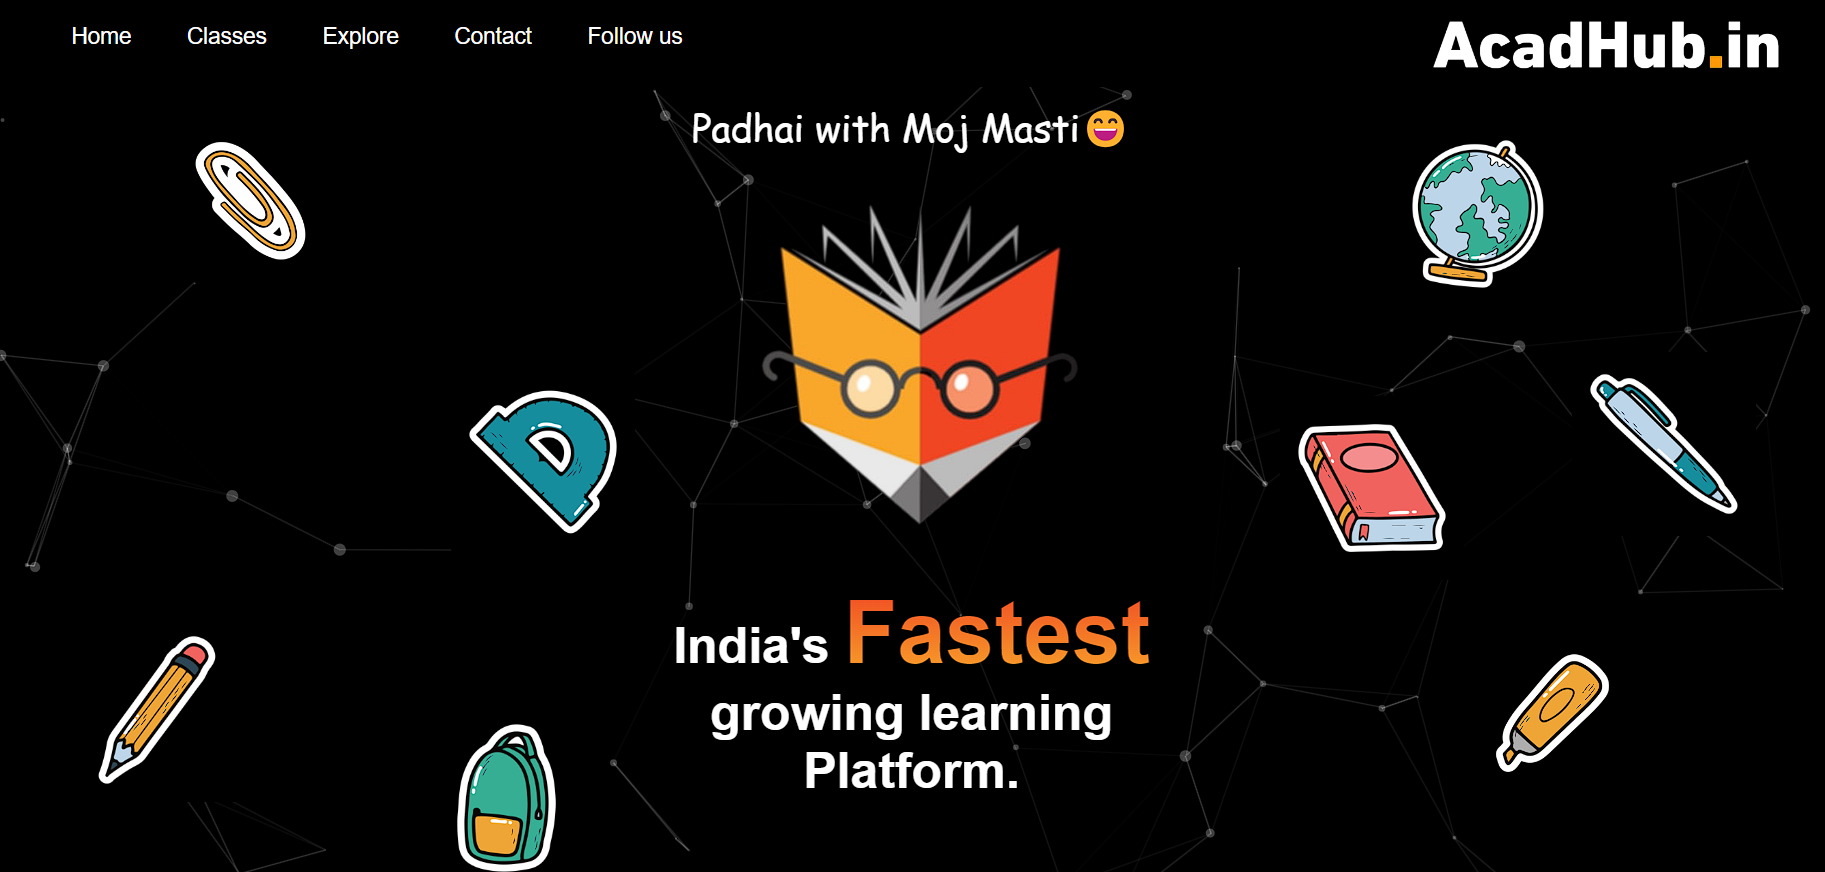 Home Classes Explore Contact Follow us
AcadHub.in
Padhai with Moj Masti😄
India's Fastest
growing learning
Platform.